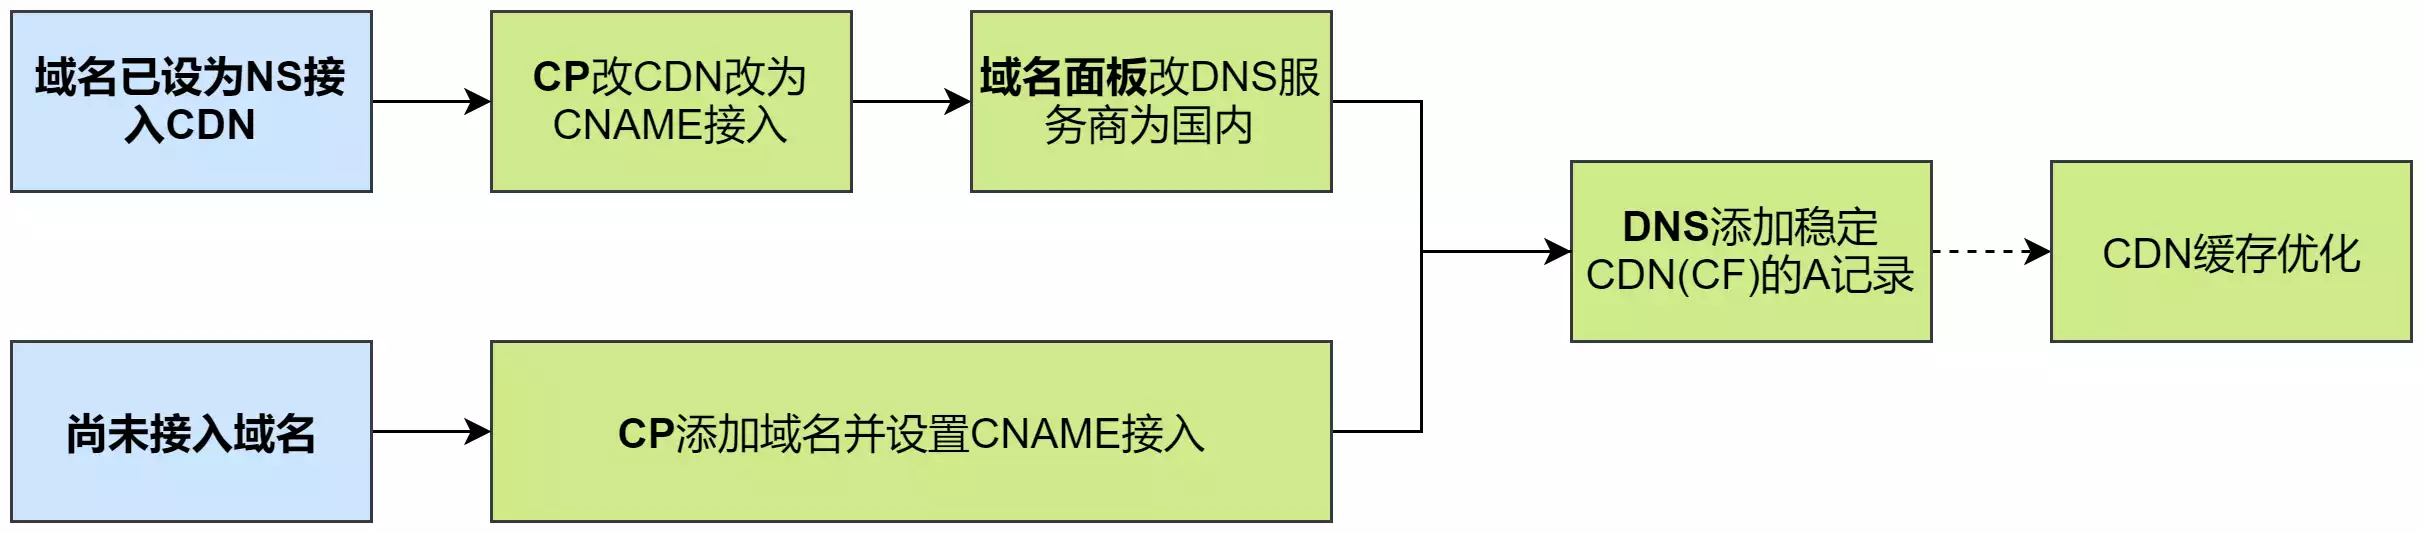 域名已设为NS接
入CDN
CP改CDN改为
CNAME接入
域名面板改DNS服
务商为国内
尚未接入域名
CP添加域名并设置CNAME接入
DNS添加稳定
CDN(CF)的A记录
CDN缓存优化